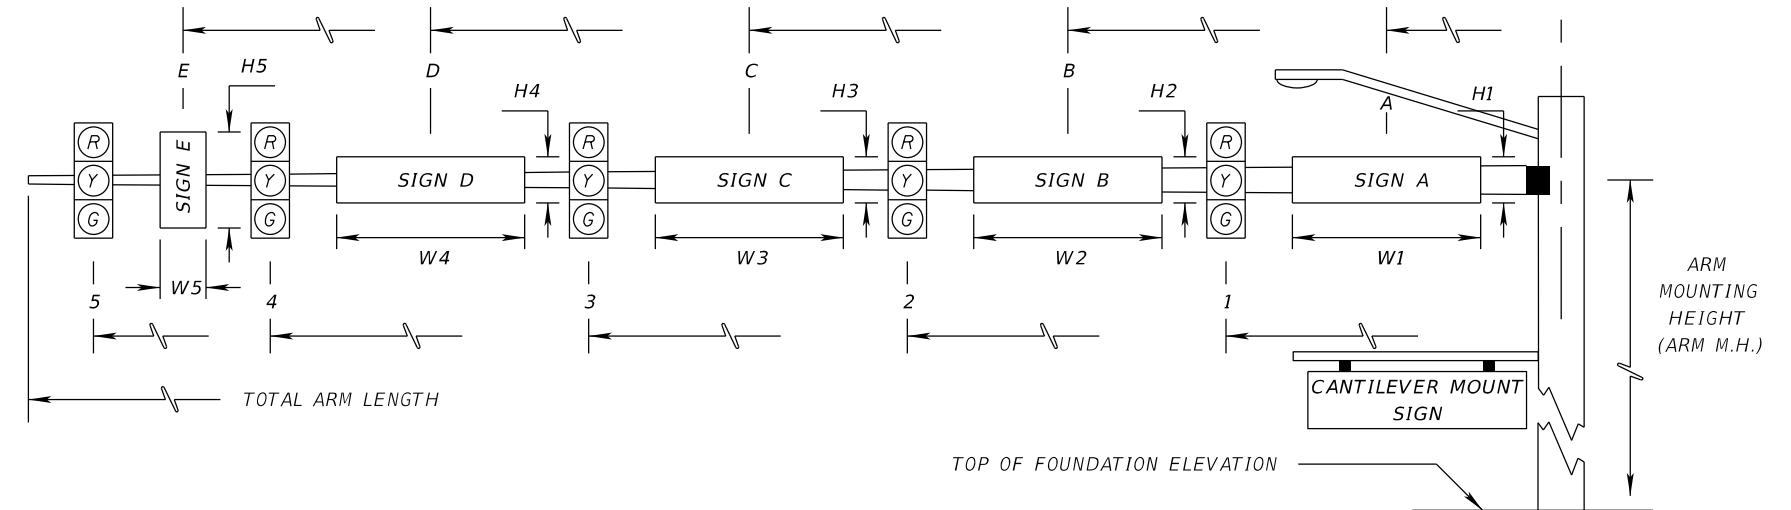 E
D
C
B
A
H5
H4
H3
H2
H1
R
R
R
R
R
Y
SIGN E
Y
SIGN D
Y
SIGN C
Y
SIGN B
Y
SIGN A
G
G
G
G
G
W5
W4
W3
W2
W1
5
4
3
2
1
ARM
MOUNTING
HEIGHT
(ARM M.H.)
TOTAL ARM LENGTH
CANTILEVER MOUNT
SIGN
TOP OF FOUNDATION ELEVATION